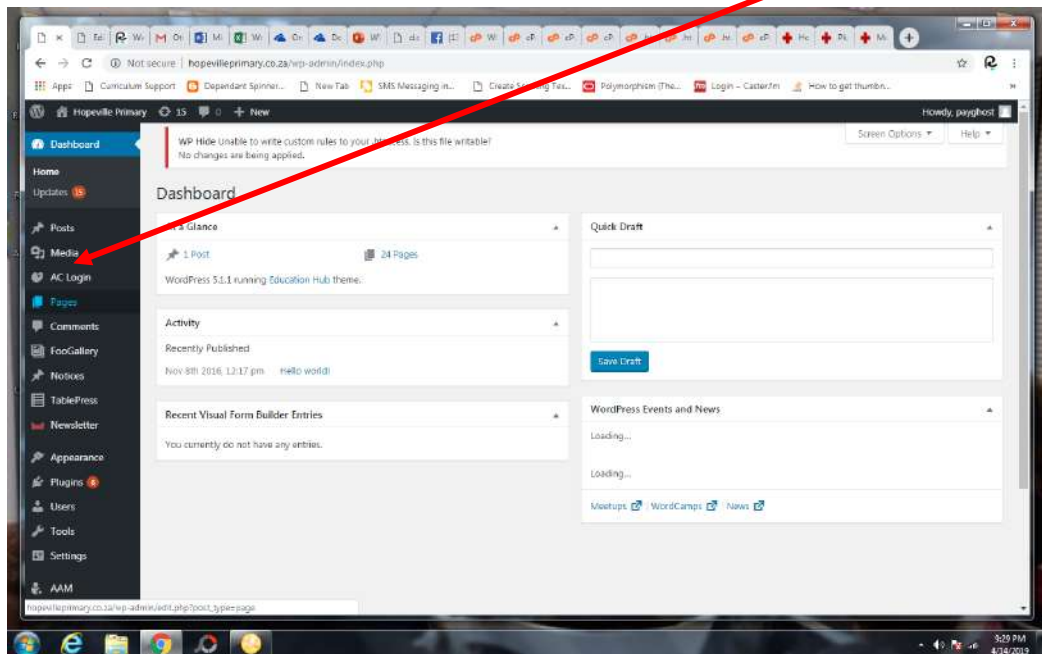 Not secure | hopevilleprimary.co.za/wp-admin/index.php
Apps Curriculum Support Dependant Spinner... New Tab SMS Messaging in... Polymorphism (The... Login - Caster.fm How to get thumbn...
Hopeville Primary 15 0 + New
Howdy, payghost
Screen Options Help
WP Hide Unable to write custom rules to your Is this file writable?
No changes are being applied.
Dashboard
Home
Updates 15
Posts
Media
AC Login
Pages
Comments
FooGallery
Notices
TablePress
Newsletter
Appearance
Plugins 6
Users
Tools
Settings
AAM
Dashboard
a Glance
1 Post
24 Pages
WordPress 5.1.1 running Education Hub theme.
Activity
Recently Published
Nov 8th 2016, 12:17 pm Hello world!
Recent Visual Form Builder Entries
You currently do not have any entries.
Quick Draft
Save Draft
WordPress Events and News
Loading...
Loading...
Meetups WordCamps News
hopevilleprimary.co.za/wp-admin/edit.php?post_type=page
9:29 PM
4/14/2019